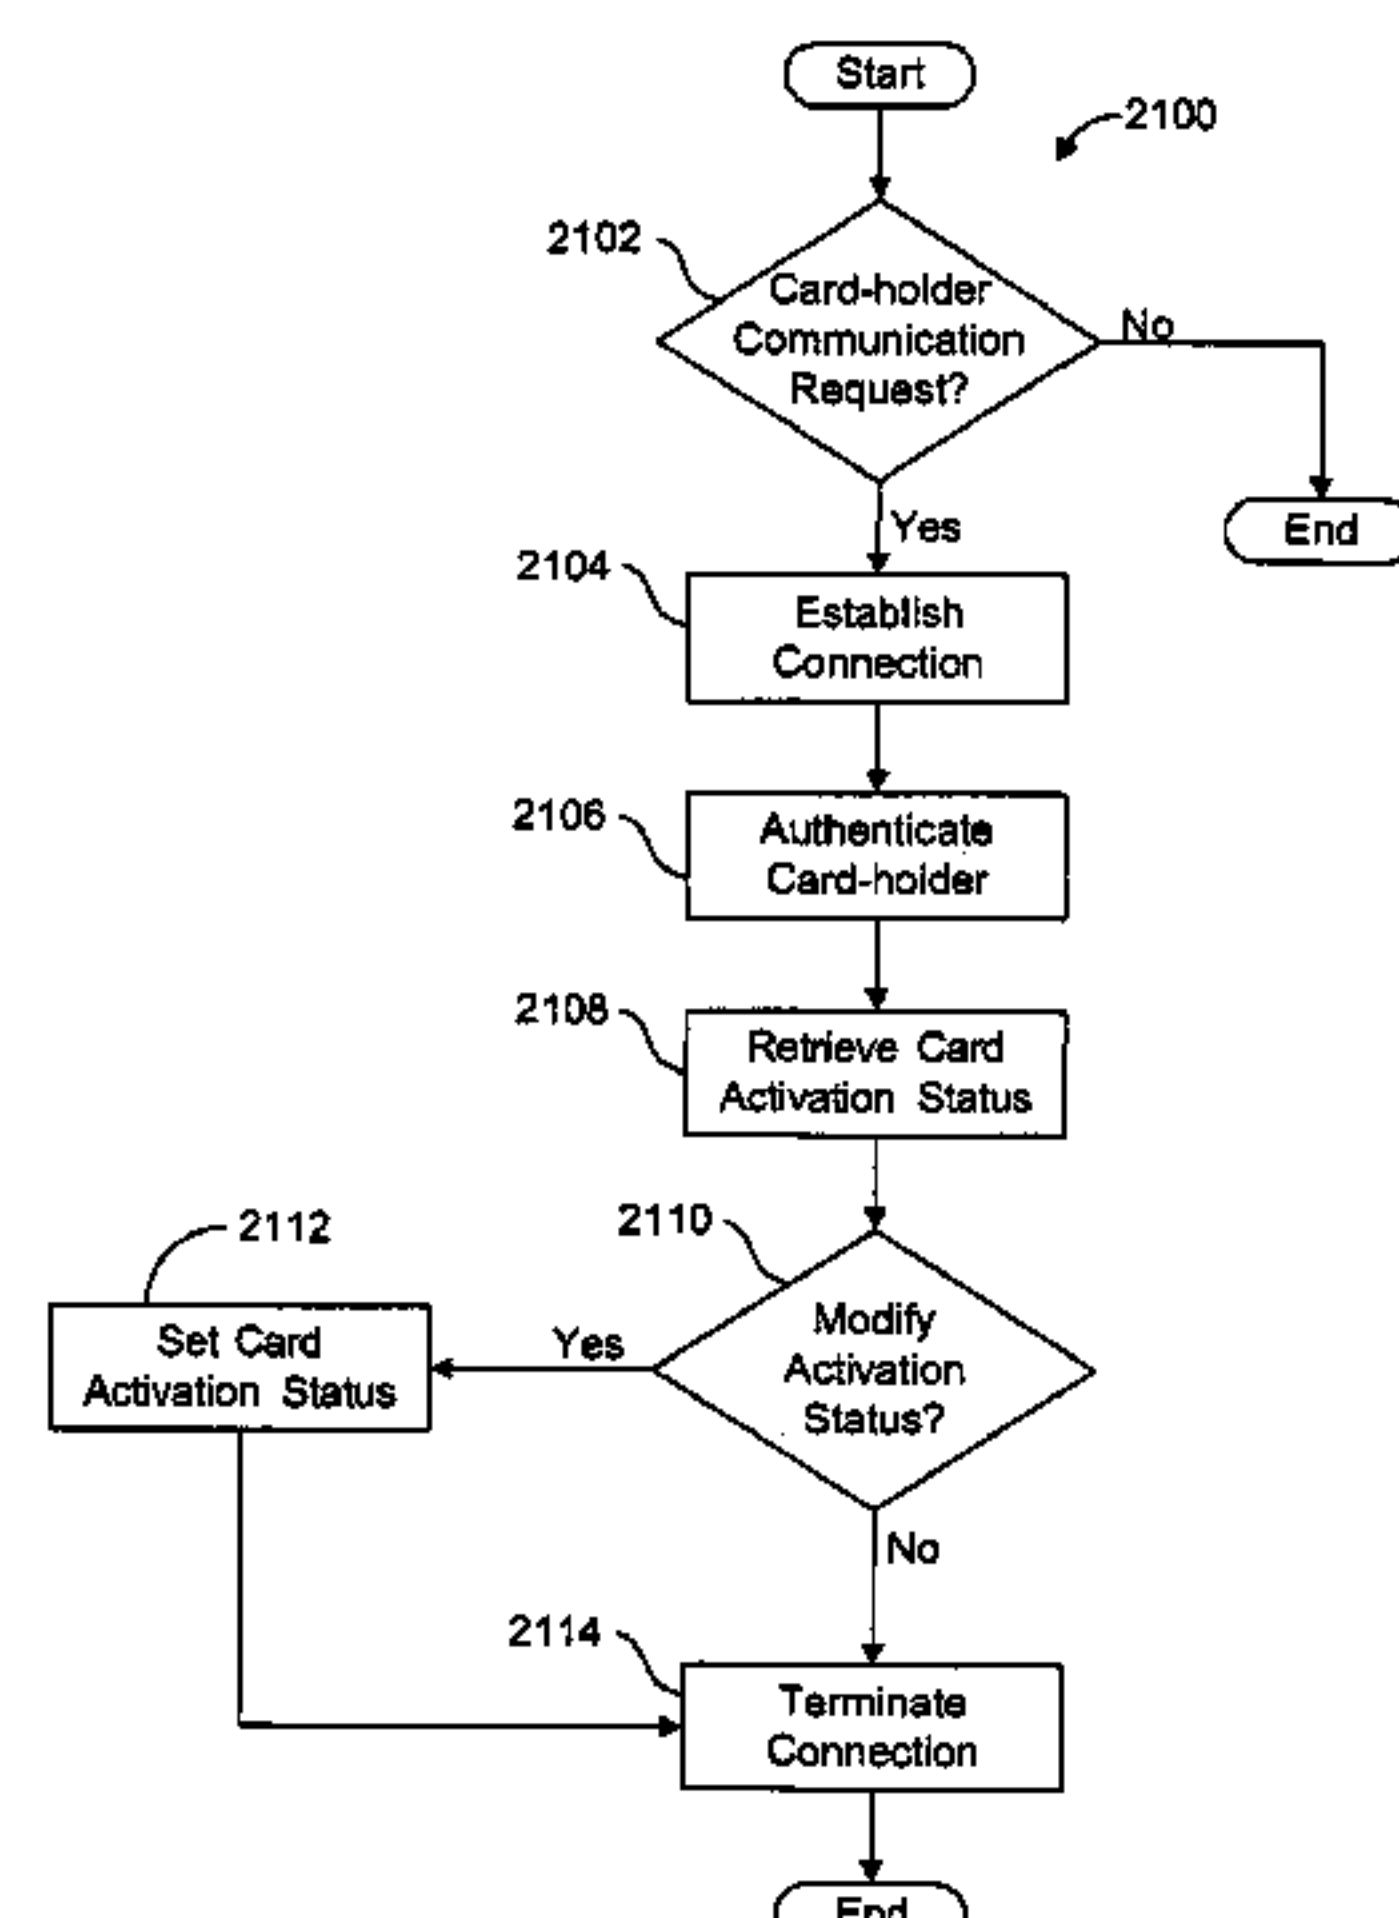 Start
2100
2102
Card-holder
Communication
Request?
No
Yes
End
2104
Establish
Connection
2106
Authenticate
Card-holder
2108
Retrieve Card
Activation Status
2110
2112
Modify
Activation
Status?
Yes
Set Card
Activation Status
No
2114
Terminate
Connection
End